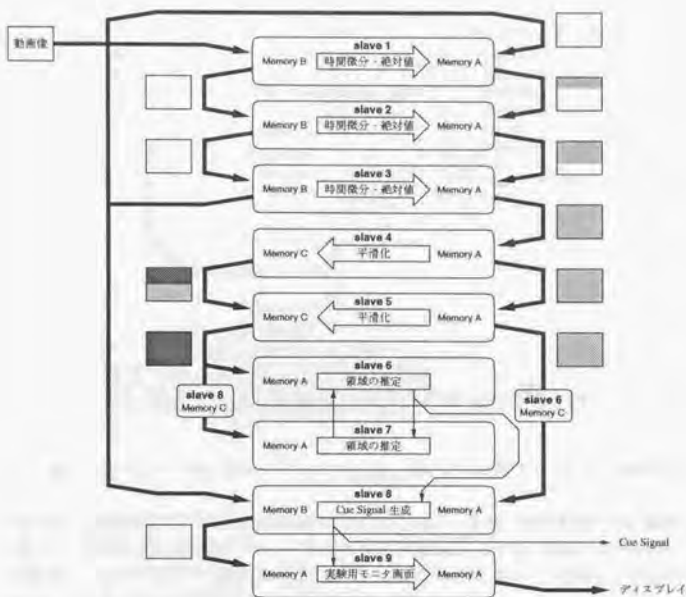 動画像
slave 1
Memory B 時間微分・絶対値 Memory A
slave 2
Memory B 時間微分・絶対値 Memory A
slave 3
Memory B 時間微分・絶対値 Memory A
slave 4
Memory C 平滑化 Memory A
slave 5
Memory C 平滑化 Memory A
slave 6
Memory A 領域の推定
slave 8
Memory C
slave 6
Memory C
slave 7
Memory A 領域の推定
slave 8
Memory B Cue Signal 生成 Memory A
Cue Signal
slave 9
Memory A 実験用モニタ画面 Memory A
ディスプレイ